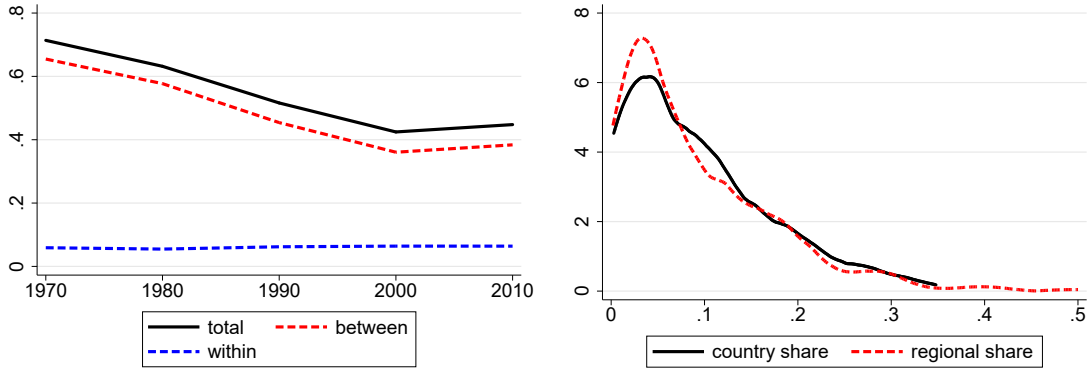 .8
.6
.4
.2
0
1970 1980 1990 2000 2010
total between
within
8
6
4
2
0
0 .1 .2 .3 .4 .5
country share regional share